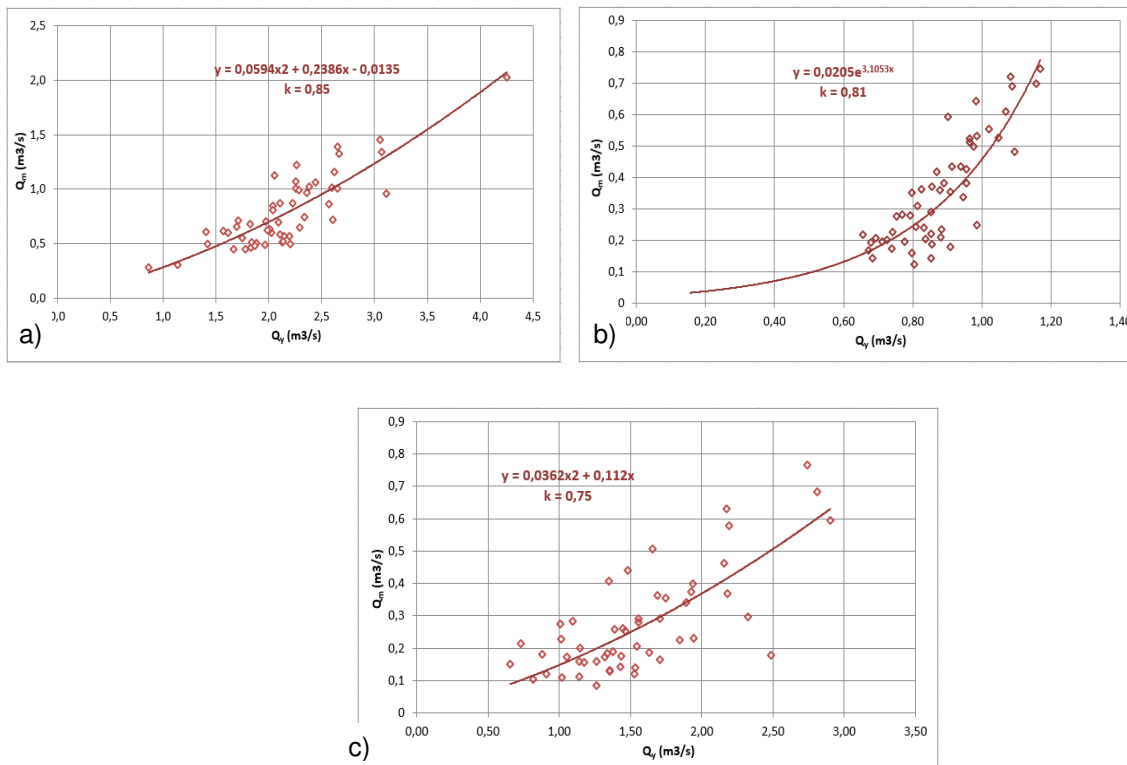 2,5
2,0
1,5
1,0
0,5
0,0
Qm (m3/s)
y = 0,0594x2 + 0,2386x - 0,0135
k = 0,85
0,0 0,5 1,0 1,5 2,0 2,5 3,0 3,5 4,0 4,5
Qy (m3/s)
a)
0,9
0,8
0,7
0,6
0,5
0,4
0,3
0,2
0,1
0
Qm (m3/s)
y = 0,0205e3,1053x
k = 0,81
0,00 0,20 0,40 0,60 0,80 1,00 1,20 1,40
Qy (m3/s)
b)
0,9
0,8
0,7
0,6
0,5
0,4
0,3
0,2
0,1
0
Qm (m3/s)
y = 0,0362x2 + 0,112x
k = 0,75
0,00 0,50 1,00 1,50 2,00 2,50 3,00 3,50
Qy (m3/s)
c)